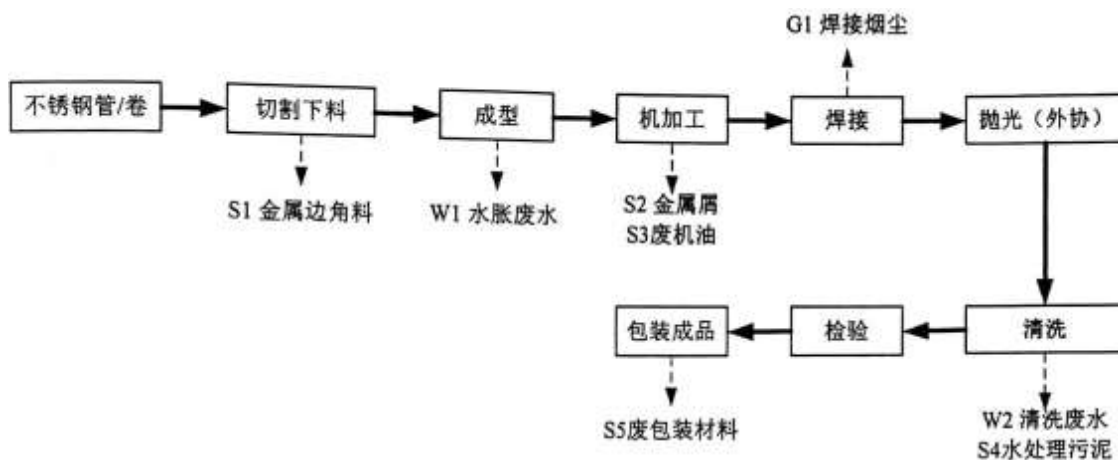 G1 焊接烟尘
不锈钢管/卷
切割下料
成型
机加工
焊接
抛光（外协）
S1 金属边角料
W1 水胀废水
S2 金属屑
S3废机油
包装成品
检验
清洗
S5废包装材料
W2 清洗废水
S4水处理污泥